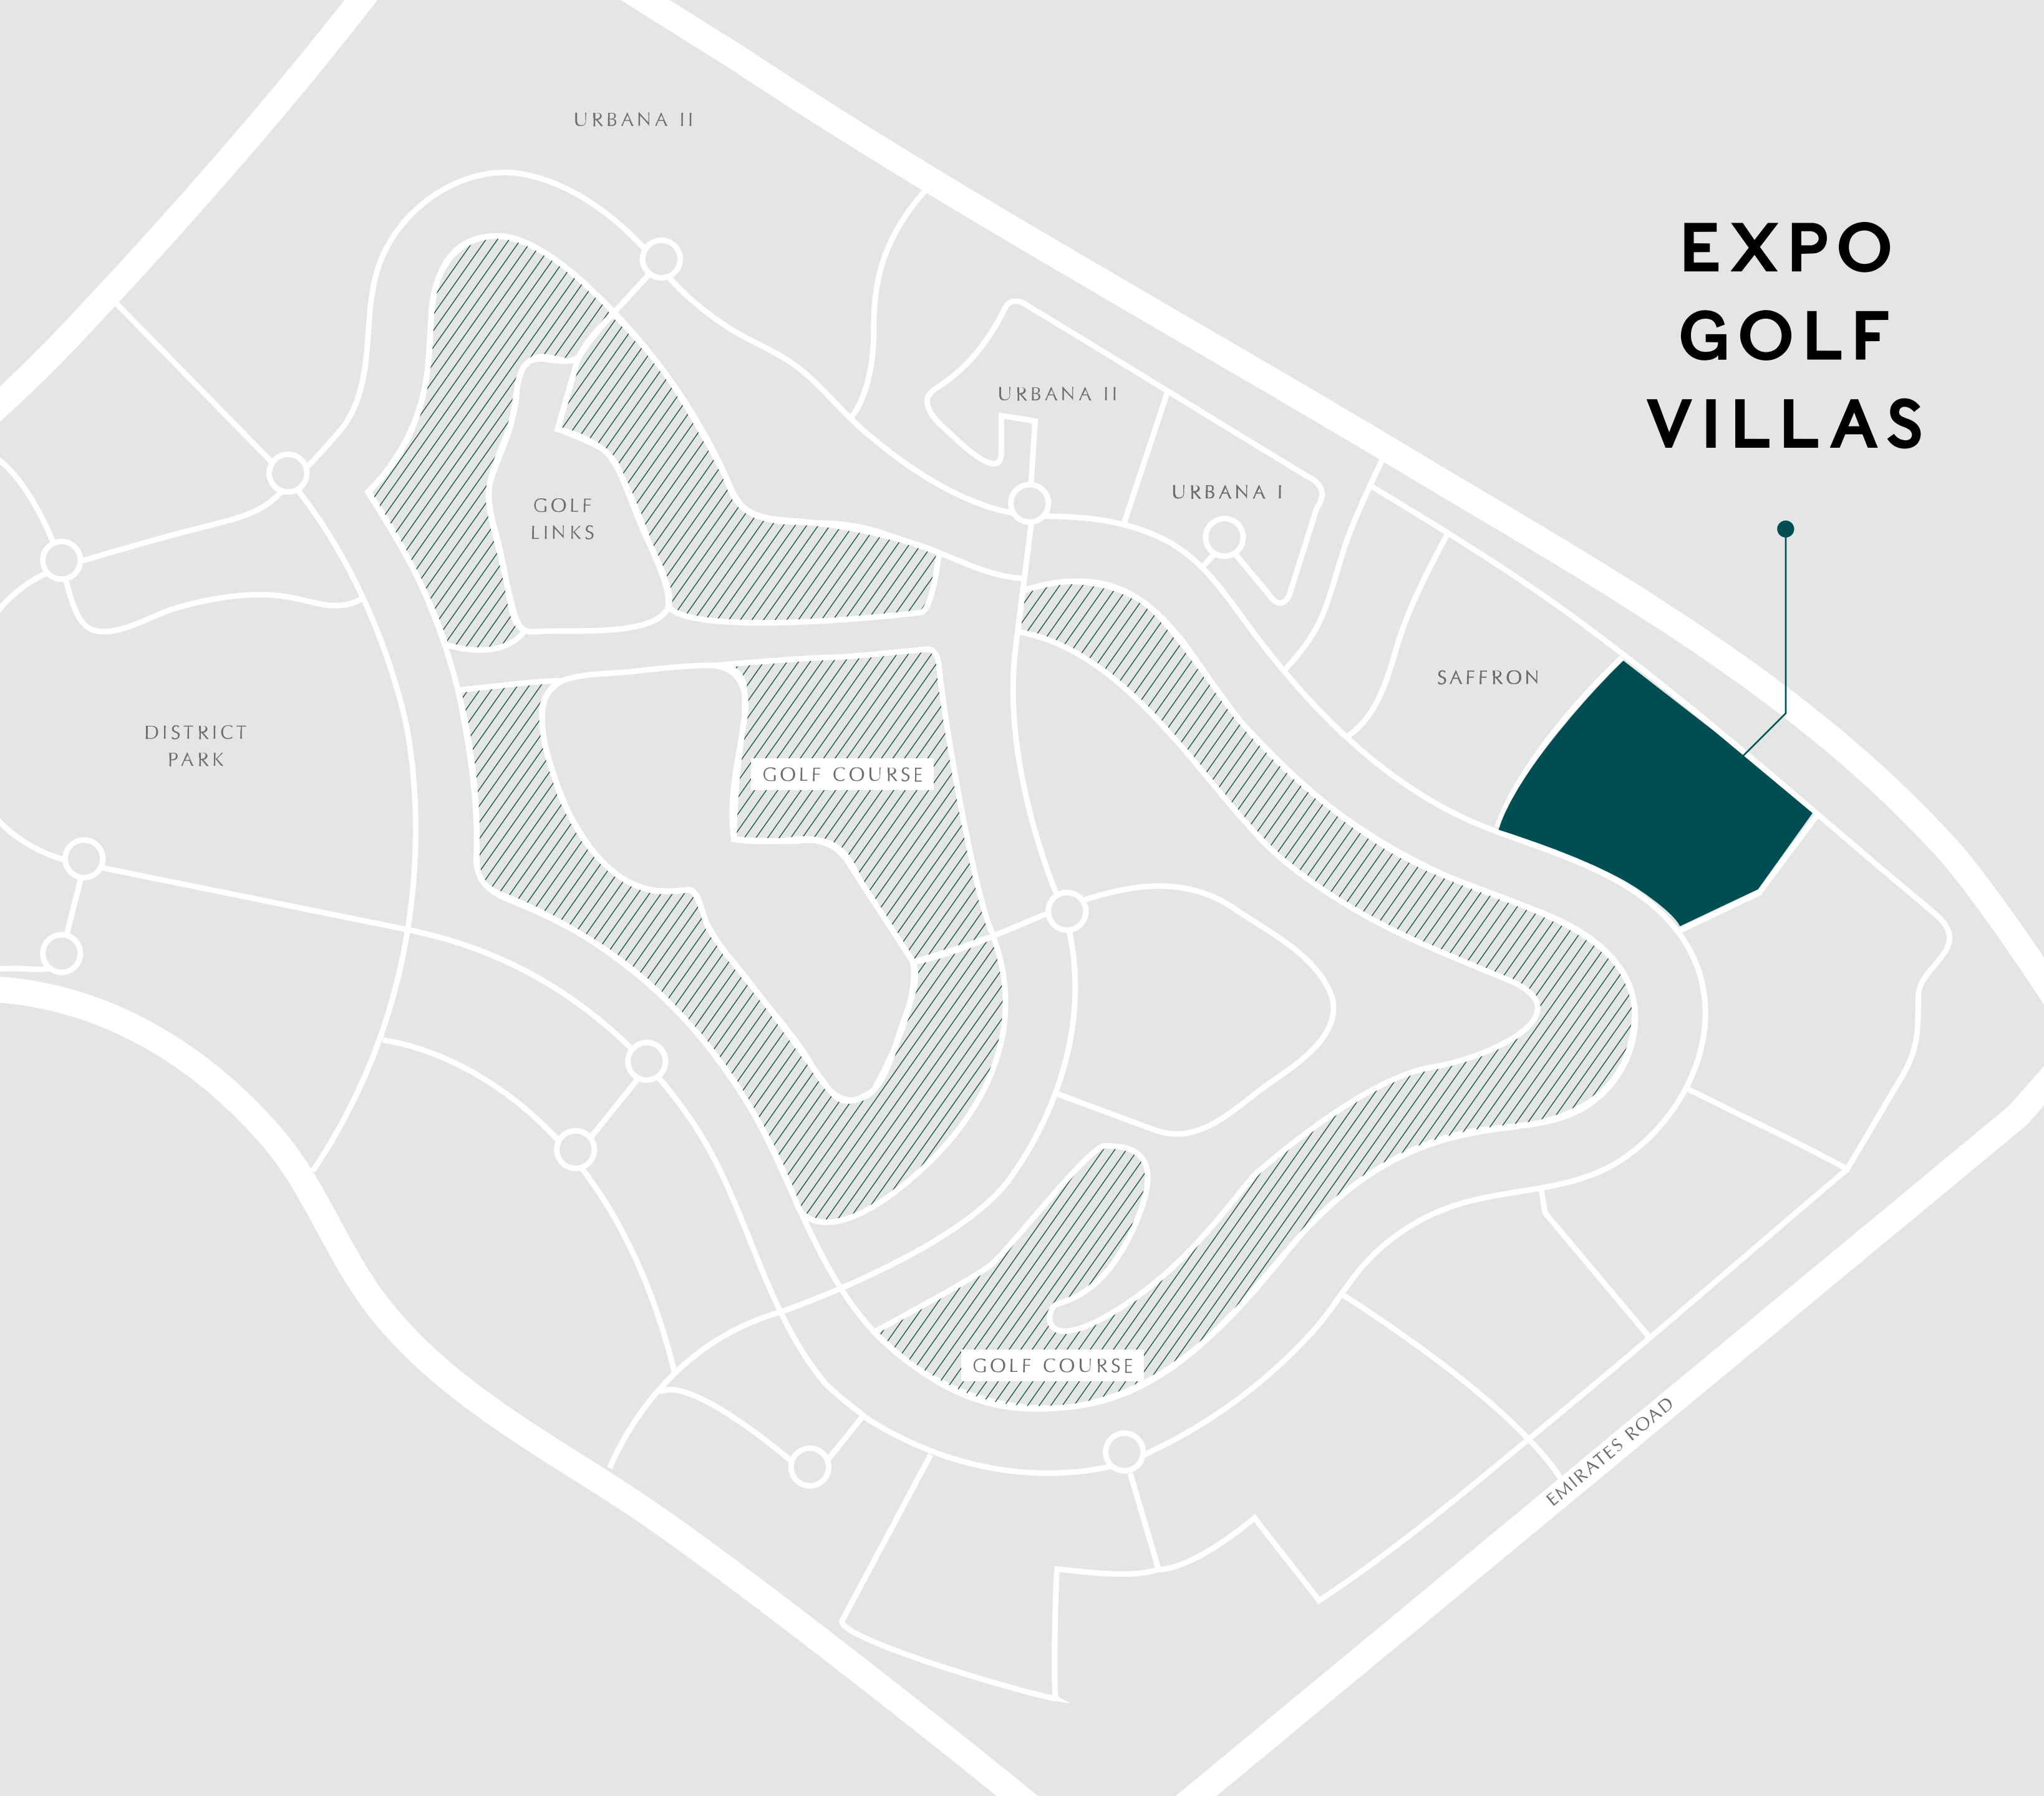 URBANA II
EXPO
GOLF
VILLAS
URBANA II
URBANA I
GOLF
LINKS
SAFFRON
DISTRICT
PARK
GOLF COURSE
GOLF COURSE
EMIRATES ROAD